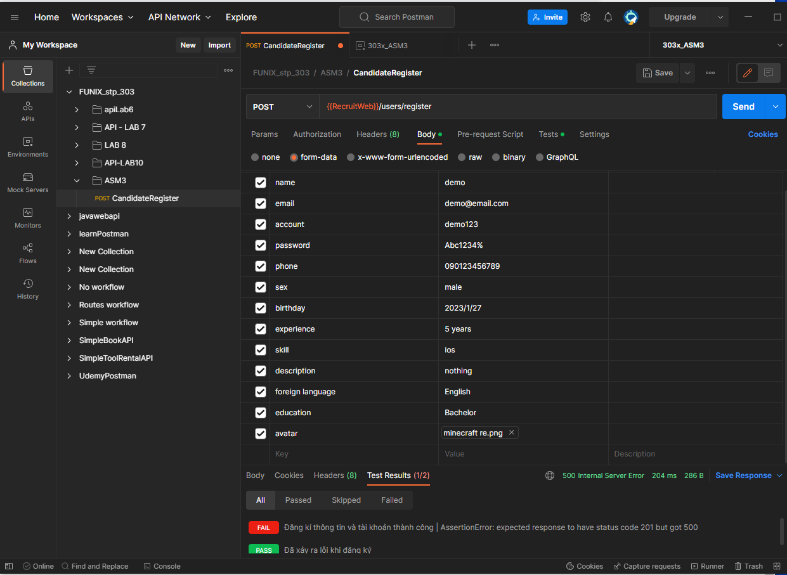 Home Workspaces API Network Explore Search Postman Invite Upgrade
My Workspace New Import POST CandidateRegister 303x_ASM3 303x_ASM3
Collections
APIs
Environments
Mock Servers
Monitors
Flows
History
FUNIX_stp_303
apiLab6
API - LAB 7
LAB 8
API-LAB10
ASM3
POST CandidateRegister
javawebapi
learnPostman
New Collection
New Collection
No workflow
Routes workflow
Simple workflow
SimpleBookAPI
SimpleToolRentalAPI
UdemyPostman
FUNIX_stp_303 / ASM3 / CandidateRegister Save
POST {{RecruitWeb}}/users/register Send
Params Authorization Headers (8) Body Pre-request Script Tests Settings Cookies
none form-data x-www-form-urlencoded raw binary GraphQL
name demo
email demo@email.com
account demo123
password Abc1234%
phone 090123456789
sex male
birthday 2023/1/27
experience 5 years
skill ios
description nothing
foreign language English
education Bachelor
avatar minecraft re.png
Key Value Description
Body Cookies Headers (8) Test Results (1/2) 500 Internal Server Error 204 ms 286 B Save Response
All Passed Skipped Failed
FAIL Đăng kí thông tin và tài khoản thành công | AssertionError: expected response to have status code 201 but got 500
PASS Đã xảy ra lỗi khi đăng ký
Online Find and Replace Console Cookies Capture requests Runner Trash